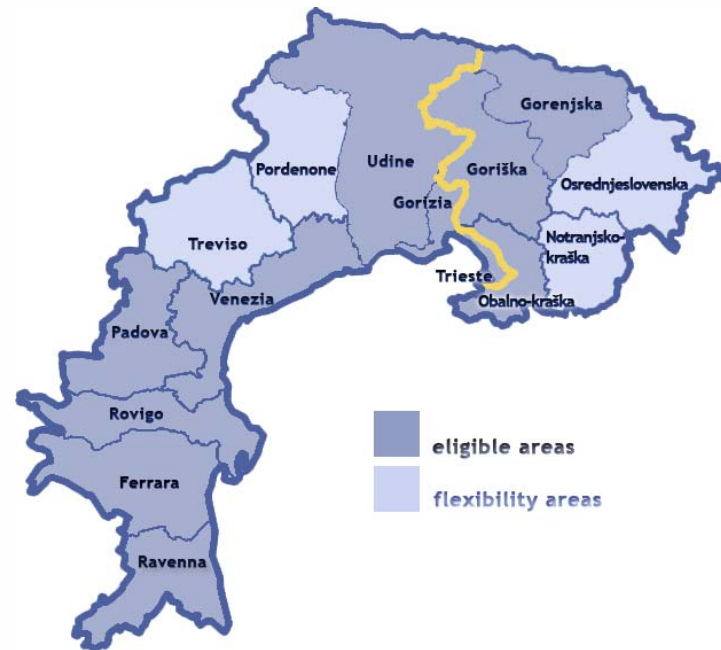 Gorenjska
Pordenone
Udine
Goriška
Osrednjeslovenska
Gorizia
Treviso
Notranjsko-
kraška
Trieste
Venezia
Obalno-kraška
Padova
Rovigo
eligible areas
Ferrara
flexibility areas
Ravenna